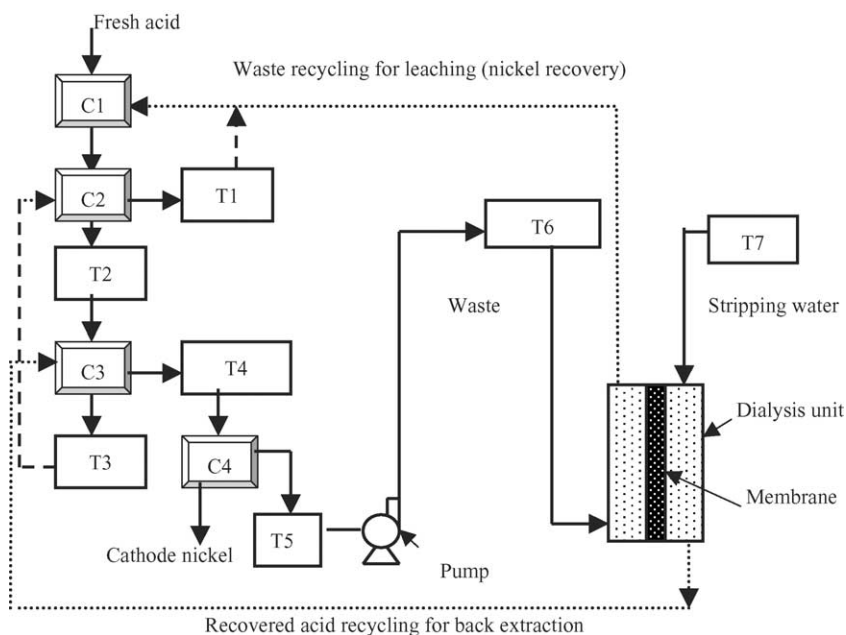 Fresh acid
Waste recycling for leaching (nickel recovery)
C1
C2
T1
T6
T7
T2
Waste
Stripping water
C3
T4
Dialysis unit
T3
C4
Membrane
T5
Cathode nickel
Pump
Recovered acid recycling for back extraction